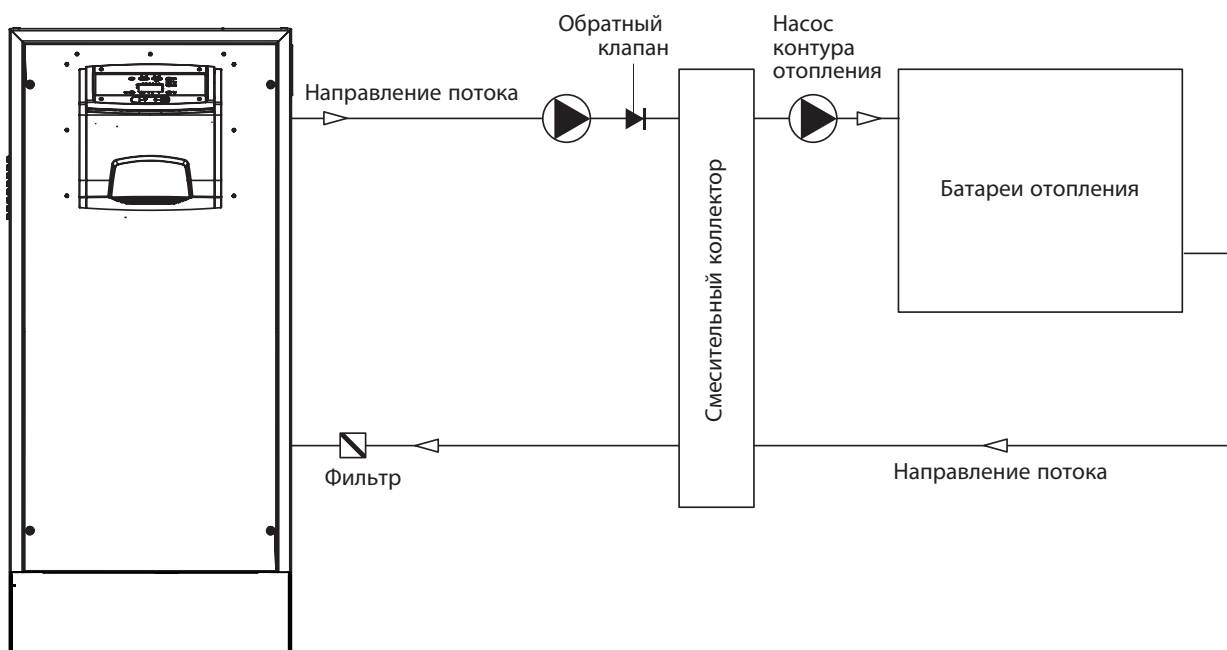 Обратный
клапан
Насос
контура
отопления
Направление потока
Батареи отопления
Смесительный коллектор
Фильтр
Направление потока